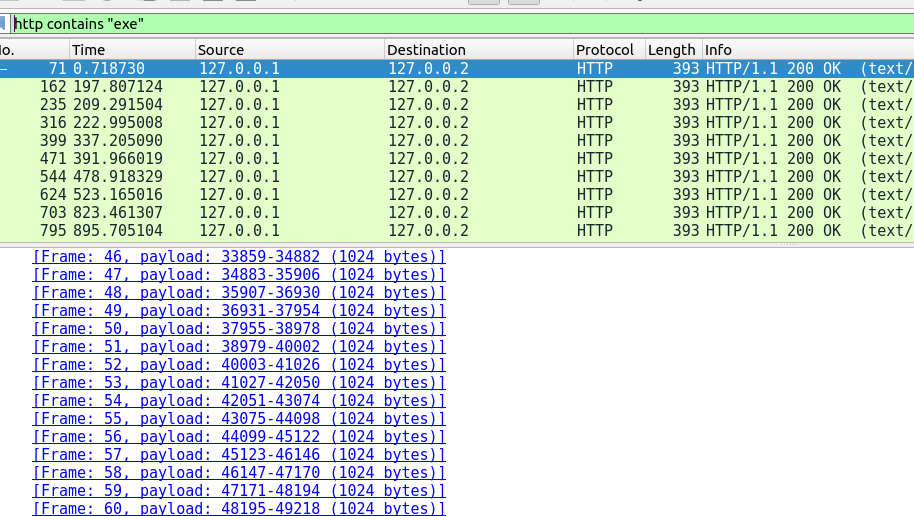 http contains "exe"
No. Time Source Destination Protocol Length Info
71 0.718730 127.0.0.1 127.0.0.2 HTTP 393 HTTP/1.1 200 OK (text/
162 197.807124 127.0.0.1 127.0.0.2 HTTP 393 HTTP/1.1 200 OK (text/
235 209.291504 127.0.0.1 127.0.0.2 HTTP 393 HTTP/1.1 200 OK (text/
316 222.995008 127.0.0.1 127.0.0.2 HTTP 393 HTTP/1.1 200 OK (text/
399 337.205090 127.0.0.1 127.0.0.2 HTTP 393 HTTP/1.1 200 OK (text/
471 391.966019 127.0.0.1 127.0.0.2 HTTP 393 HTTP/1.1 200 OK (text/
544 478.918329 127.0.0.1 127.0.0.2 HTTP 393 HTTP/1.1 200 OK (text/
624 523.165016 127.0.0.1 127.0.0.2 HTTP 393 HTTP/1.1 200 OK (text/
703 823.461307 127.0.0.1 127.0.0.2 HTTP 393 HTTP/1.1 200 OK (text/
795 895.705104 127.0.0.1 127.0.0.2 HTTP 393 HTTP/1.1 200 OK (text/
[Frame: 46, payload: 33859-34882 (1024 bytes)]
[Frame: 47, payload: 34883-35906 (1024 bytes)]
[Frame: 48, payload: 35907-36930 (1024 bytes)]
[Frame: 49, payload: 36931-37954 (1024 bytes)]
[Frame: 50, payload: 37955-38978 (1024 bytes)]
[Frame: 51, payload: 38979-40002 (1024 bytes)]
[Frame: 52, payload: 40003-41026 (1024 bytes)]
[Frame: 53, payload: 41027-42050 (1024 bytes)]
[Frame: 54, payload: 42051-43074 (1024 bytes)]
[Frame: 55, payload: 43075-44098 (1024 bytes)]
[Frame: 56, payload: 44099-45122 (1024 bytes)]
[Frame: 57, payload: 45123-46146 (1024 bytes)]
[Frame: 58, payload: 46147-47170 (1024 bytes)]
[Frame: 59, payload: 47171-48194 (1024 bytes)]
[Frame: 60, payload: 48195-49218 (1024 bytes)]